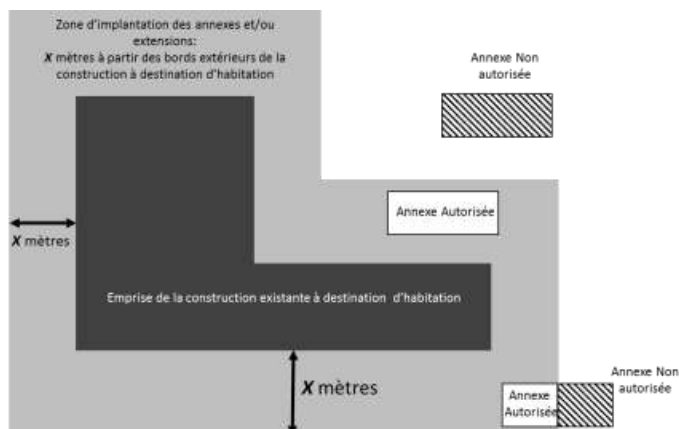 Zone d'implantation des annexes et/ou
extensions:
X mètres à partir des bords extérieurs de la
construction à destination d'habitation
Annexe Non
autorisée
Annexe Autorisée
X mètres
Emprise de la construction existante à destination d'habitation
X mètres
Annexe Non
autorisée
Annexe
Autorisée